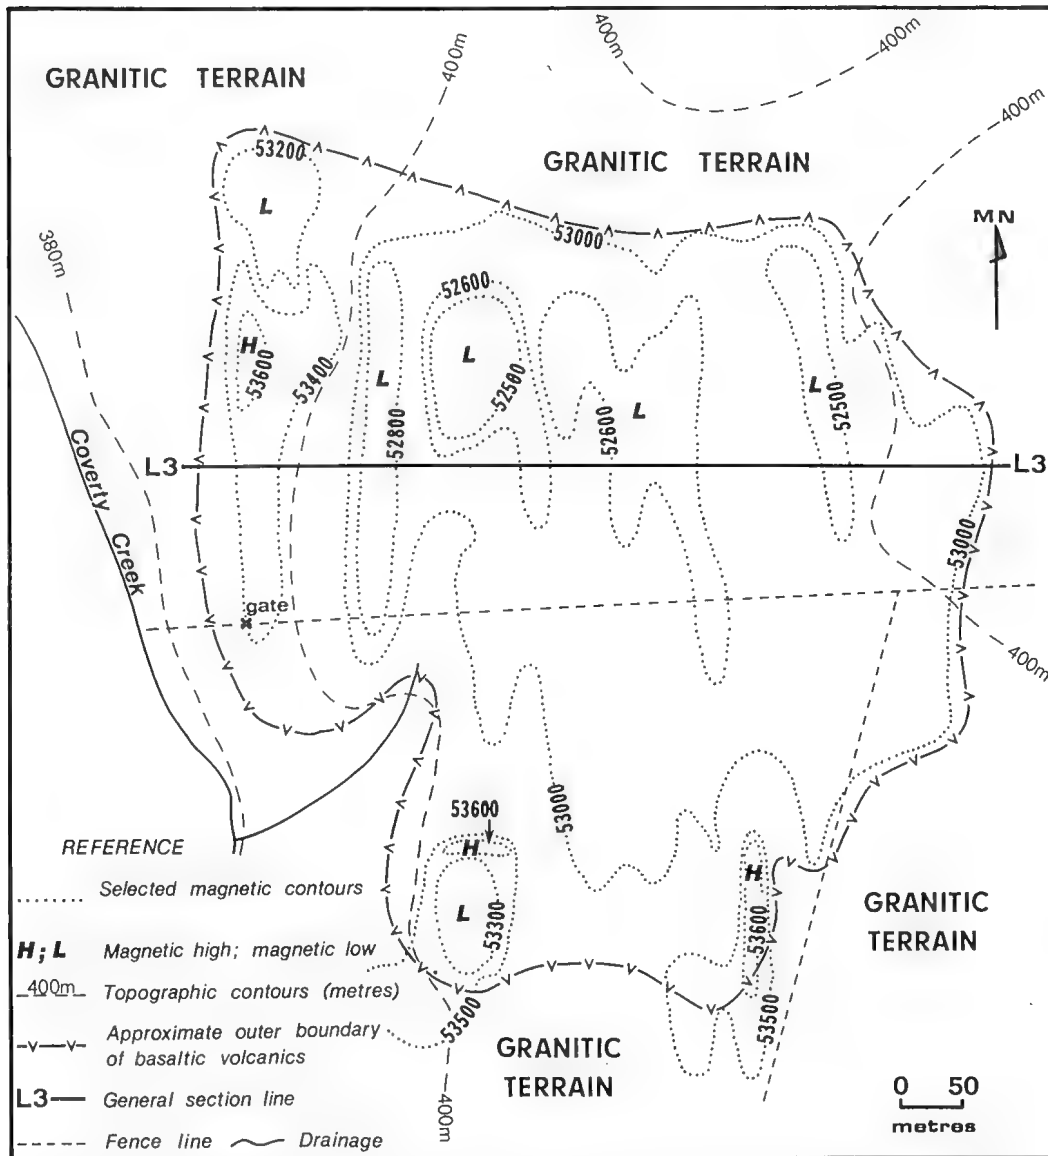 400m
400m
400m
400m
GRANITIC TERRAIN
53200
GRANITIC TERRAIN
L
MN
53000
380m
52600
H
53600
53400
L
L
52500
L
L
52500
52800
52600
L3
L3
Coverty
Creek
53000
gate
400m
53600
53000
H
H
REFERENCE
Selected magnetic contours
L
53300
53600
GRANITIC
TERRAIN
H; L Magnetic high; magnetic low
400m Topographic contours (metres)
53500
53500
Approximate outer boundary
of basaltic volcanics
GRANITIC
TERRAIN
L3 General section line
0 50
metres
400m
Fence line Drainage